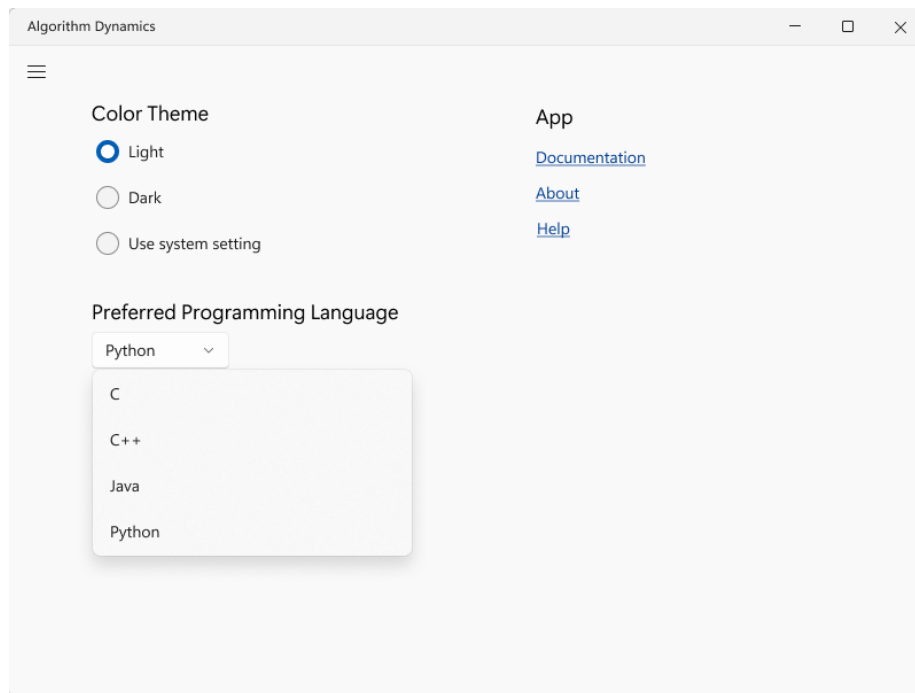 Algorithm Dynamics
Color Theme
Light
Dark
Use system setting
Preferred Programming Language
Python
C
C++
Java
Python
App
Documentation
About
Help